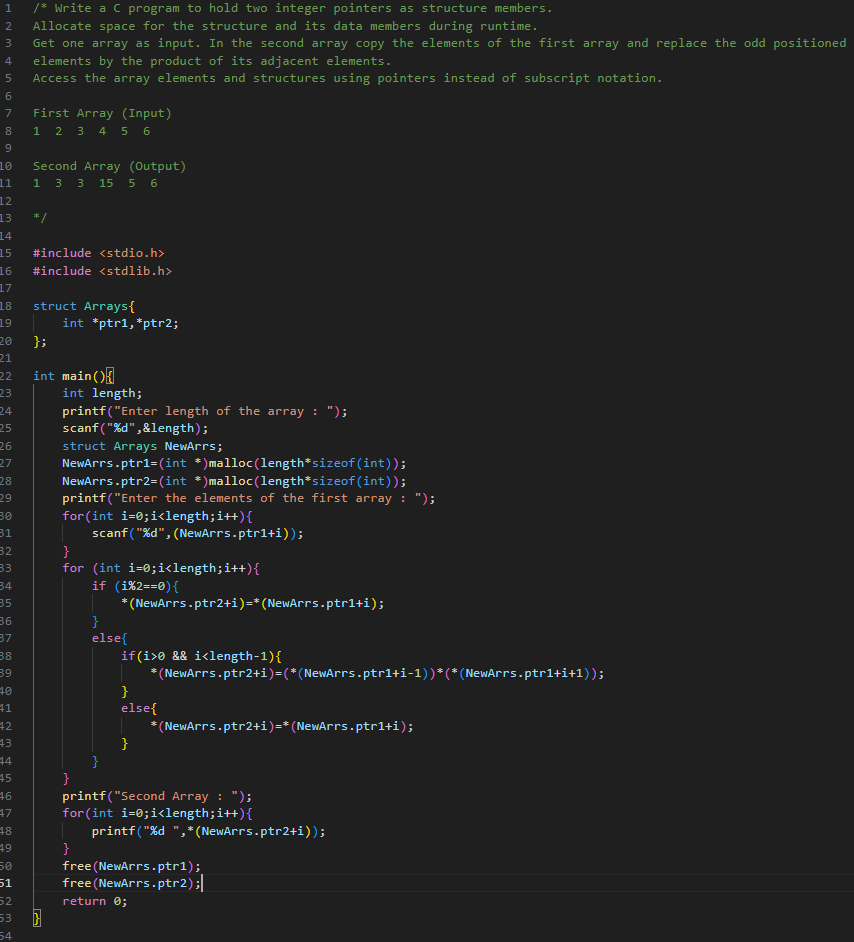 1 /* Write a C program to hold two integer pointers as structure members.
2 Allocate space for the structure and its data members during runtime.
3 Get one array as input. In the second array copy the elements of the first array and replace the odd positioned
4 elements by the product of its adjacent elements.
5 Access the array elements and structures using pointers instead of subscript notation.
6
7 First Array (Input)
8 1 2 3 4 5 6
9
10 Second Array (Output)
11 1 3 3 15 5 6
12
13 */
14
15 #include <stdio.h>
16 #include <stdlib.h>
17
18 struct Arrays{
19     int *ptr1,*ptr2;
20 };
21
22 int main(){
23     int length;
24     printf("Enter length of the array : ");
25     scanf("%d",&length);
26     struct Arrays NewArrs;
27     NewArrs.ptr1=(int *)malloc(length*sizeof(int));
28     NewArrs.ptr2=(int *)malloc(length*sizeof(int));
29     printf("Enter the elements of the first array : ");
30     for(int i=0;i<length;i++){
31         scanf("%d",(NewArrs.ptr1+i));
32     }
33     for (int i=0;i<length;i++){
34         if (i%2==0){
35             *(NewArrs.ptr2+i)=*(NewArrs.ptr1+i);
36         }
37         else{
38             if(i>0 && i<length-1){
39                 *(NewArrs.ptr2+i)=(*(NewArrs.ptr1+i-1))*(*(NewArrs.ptr1+i+1));
40             }
41             else{
42                 *(NewArrs.ptr2+i)=*(NewArrs.ptr1+i);
43             }
44         }
45     }
46     printf("Second Array : ");
47     for(int i=0;i<length;i++){
48         printf("%d ",*(NewArrs.ptr2+i));
49     }
50     free(NewArrs.ptr1);
51     free(NewArrs.ptr2);
52     return 0;
53 }
54